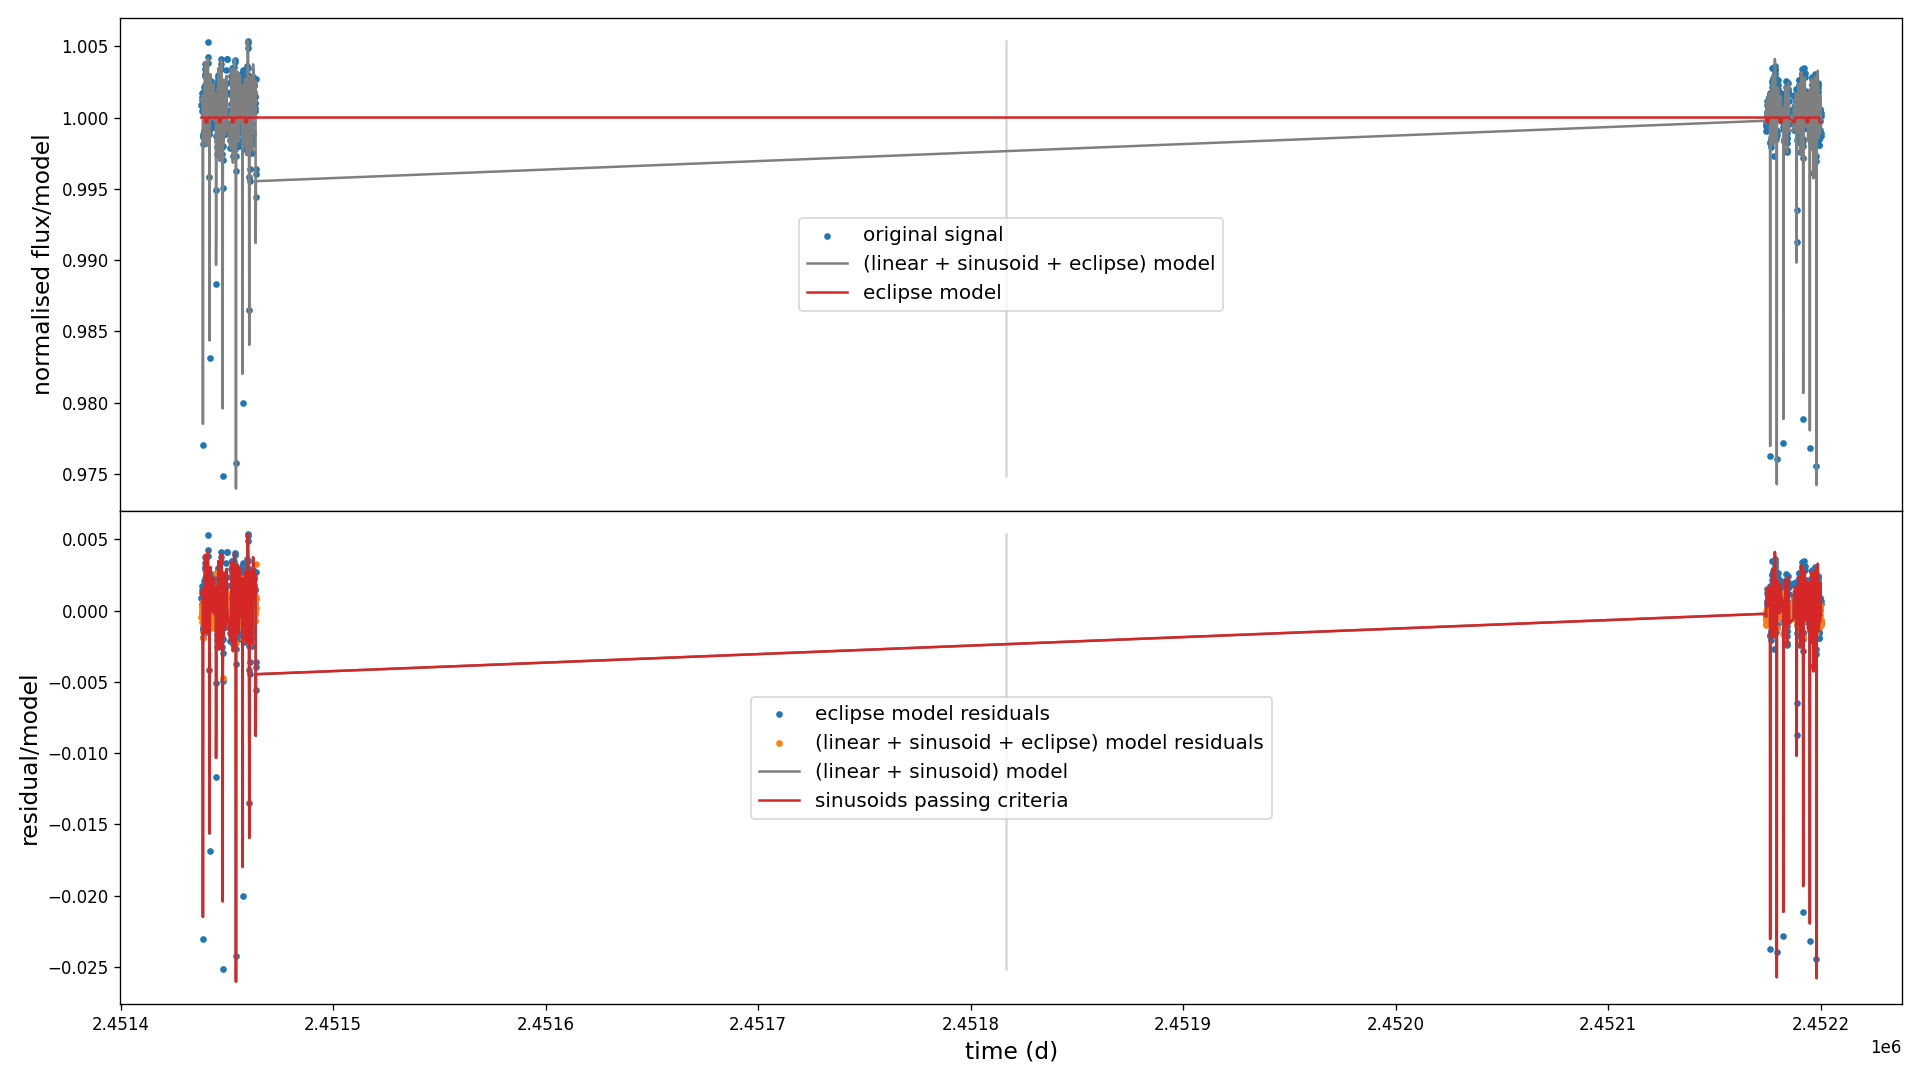 normalised flux/model
1.005
1.000
0.995
0.990
0.985
0.980
0.975
original signal
(linear + sinusoid + eclipse) model
eclipse model
residual/model
0.005
0.000
−0.005
−0.010
−0.015
−0.020
−0.025
eclipse model residuals
(linear + sinusoid + eclipse) model residuals
(linear + sinusoid) model
sinusoids passing criteria
2.4514 2.4515 2.4516 2.4517 2.4518 2.4519 2.4520 2.4521 2.4522
1e6
time (d)